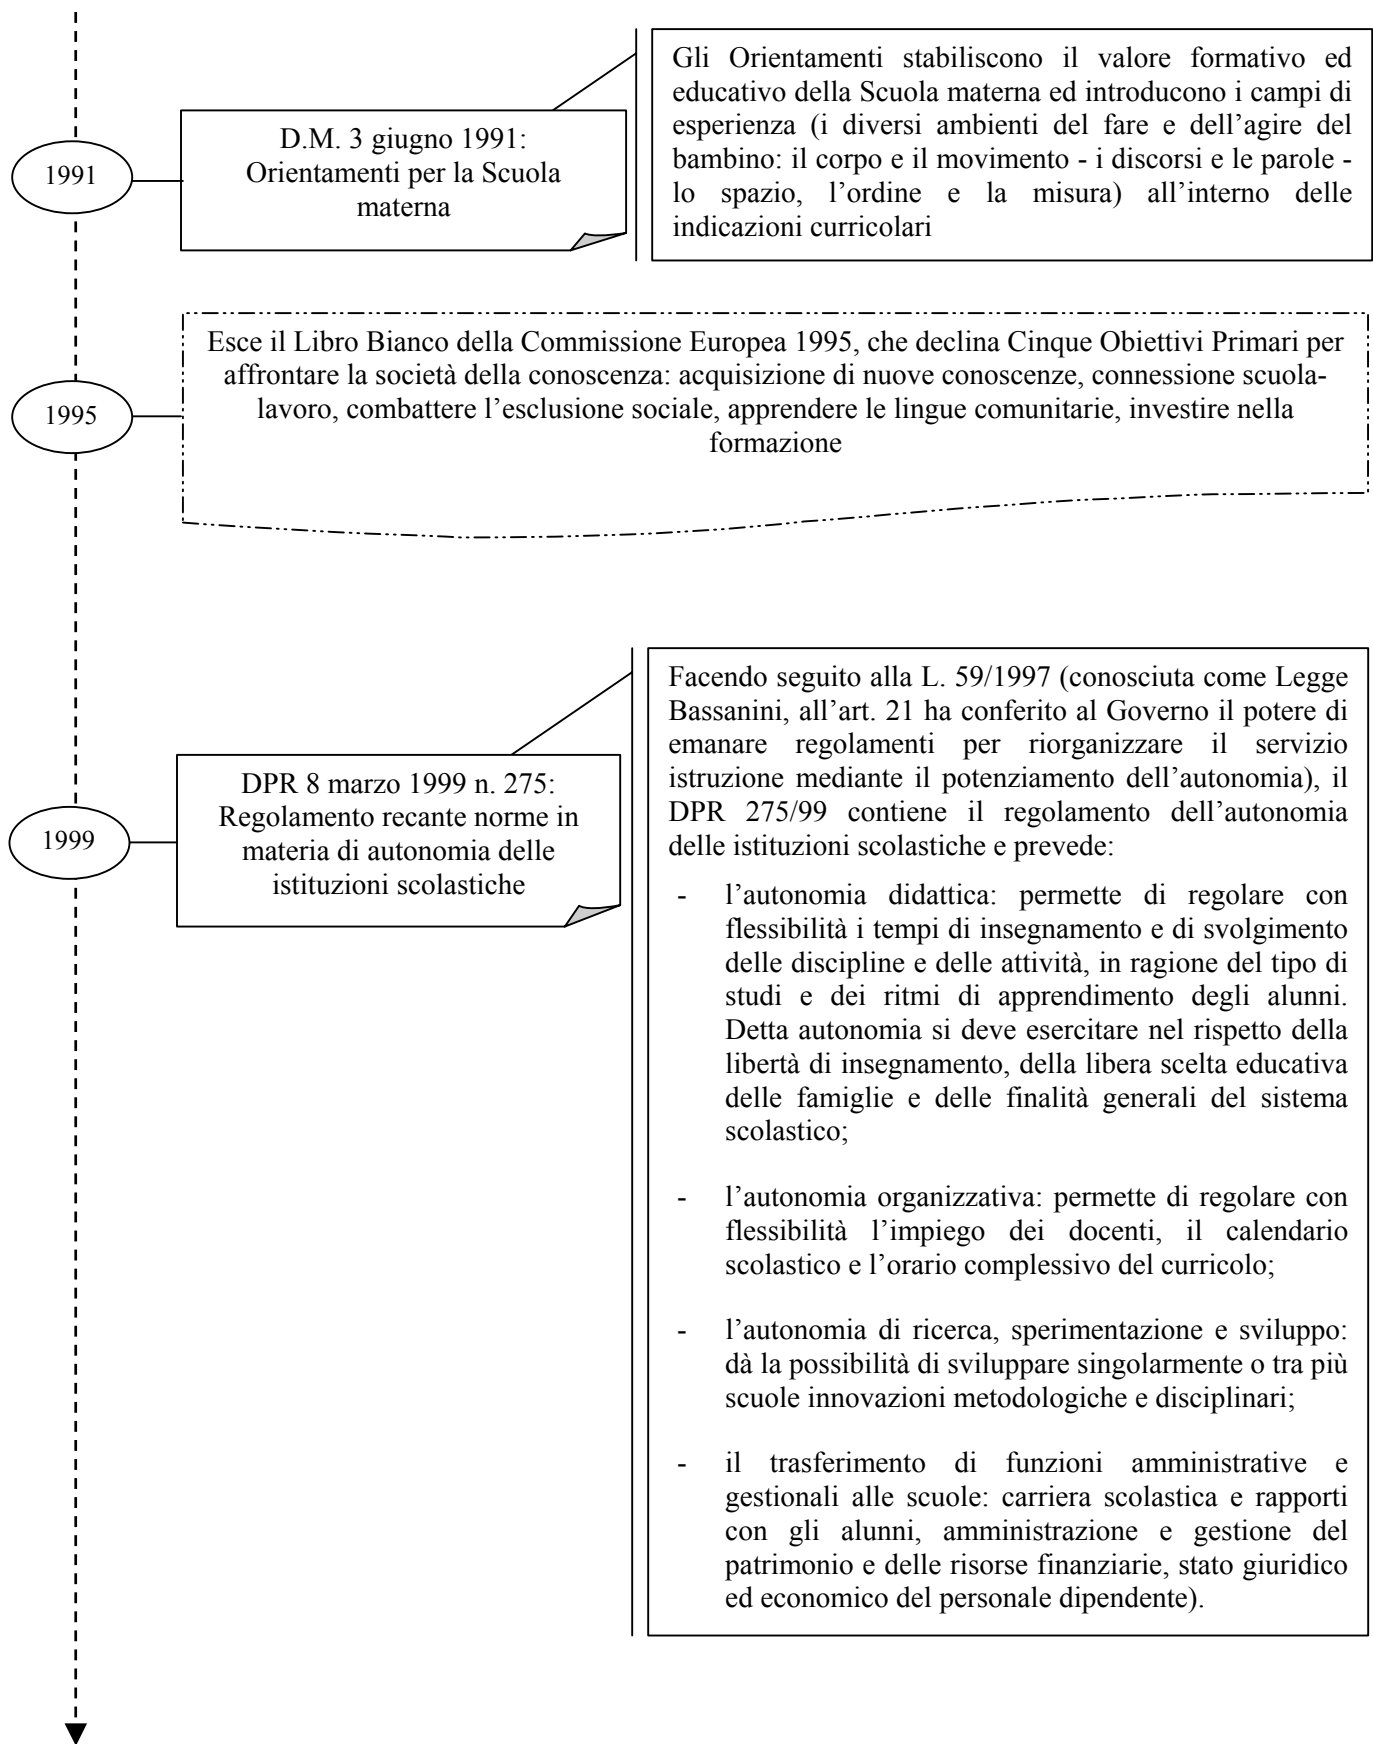 1991
D.M. 3 giugno 1991:
Orientamenti per la Scuola
materna
Gli Orientamenti stabiliscono il valore formativo ed
educativo della Scuola materna ed introducono i campi di
esperienza (i diversi ambienti del fare e dell’agire del
bambino: il corpo e il movimento - i discorsi e le parole -
lo spazio, l’ordine e la misura) all’interno delle
indicazioni curricolari
1995
Esce il Libro Bianco della Commissione Europea 1995, che declina Cinque Obiettivi Primari per
affrontare la società della conoscenza: acquisizione di nuove conoscenze, connessione scuola-
lavoro, combattere l’esclusione sociale, apprendere le lingue comunitarie, investire nella
formazione
1999
DPR 8 marzo 1999 n. 275:
Regolamento recante norme in
materia di autonomia delle
istituzioni scolastiche
Facendo seguito alla L. 59/1997 (conosciuta come Legge
Bassanini, all’art. 21 ha conferito al Governo il potere di
emanare regolamenti per riorganizzare il servizio
istruzione mediante il potenziamento dell’autonomia), il
DPR 275/99 contiene il regolamento dell’autonomia
delle istituzioni scolastiche e prevede:
- l’autonomia didattica: permette di regolare con
flessibilità i tempi di insegnamento e di svolgimento
delle discipline e delle attività, in ragione del tipo di
studi e dei ritmi di apprendimento degli alunni.
Detta autonomia si deve esercitare nel rispetto della
libertà di insegnamento, della libera scelta educativa
delle famiglie e delle finalità generali del sistema
scolastico;
- l’autonomia organizzativa: permette di regolare con
flessibilità l’impiego dei docenti, il calendario
scolastico e l’orario complessivo del curricolo;
- l’autonomia di ricerca, sperimentazione e sviluppo:
dà la possibilità di sviluppare singolarmente o tra più
scuole innovazioni metodologiche e disciplinari;
- il trasferimento di funzioni amministrative e
gestionali alle scuole: carriera scolastica e rapporti
con gli alunni, amministrazione e gestione del
patrimonio e delle risorse finanziarie, stato giuridico
ed economico del personale dipendente).